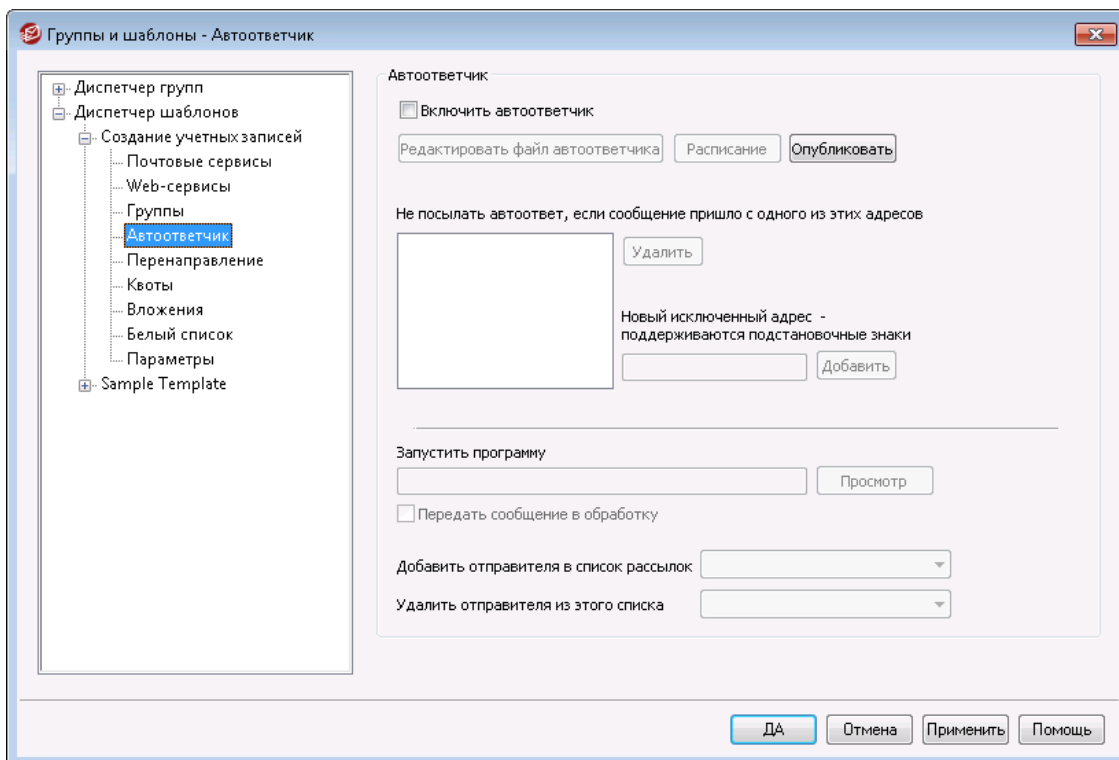 Группы и шаблоны - Автоответчик
Диспетчер групп
Диспетчер шаблонов
Создание учетных записей
Почтовые сервисы
Web-сервисы
Группы
Автоответчик
Перенаправление
Квоты
Вложения
Белый список
Параметры
Sample Template
Автоответчик
Включить автоответчик
Редактировать файл автоответчика Расписание Опубликовать
Не посылать автоответ, если сообщение пришло с одного из этих адресов
Удалить
Новый исключенный адрес -
поддерживаются подстановочные знаки
Добавить
Запустить программу
Просмотр
Передать сообщение в обработку
Добавить отправителя в список рассылок
Удалить отправителя из этого списка
ДА Отмена Применить Помощь